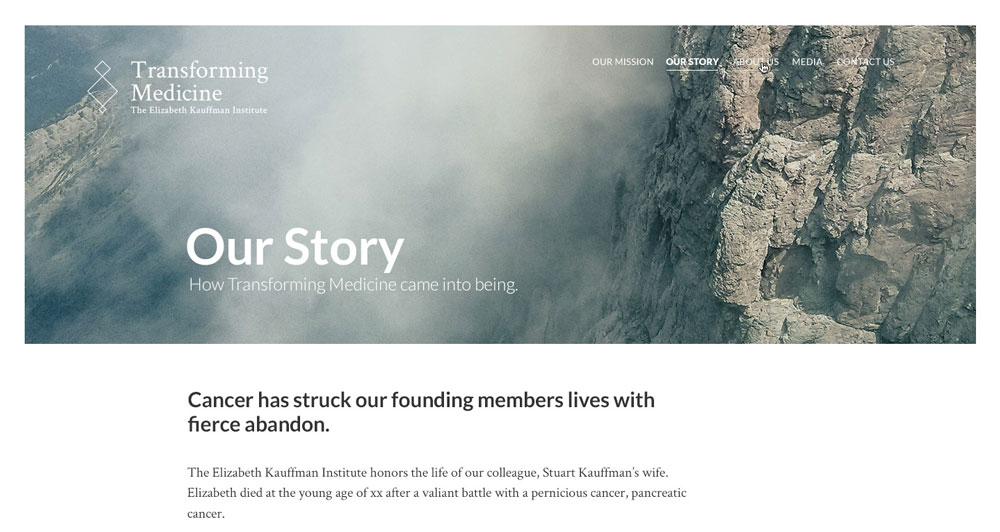 Transforming
Medicine
The Elizabeth Kauffman Institute
OUR MISSION OUR STORY ABOUT US MEDIA CONTACT US
Our Story
How Transforming Medicine came into being.
Cancer has struck our founding members lives with
fierce abandon.
The Elizabeth Kauffman Institute honors the life of our colleague, Stuart Kauffman's wife.
Elizabeth died at the young age of xx after a valiant battle with a pernicious cancer, pancreatic
cancer.